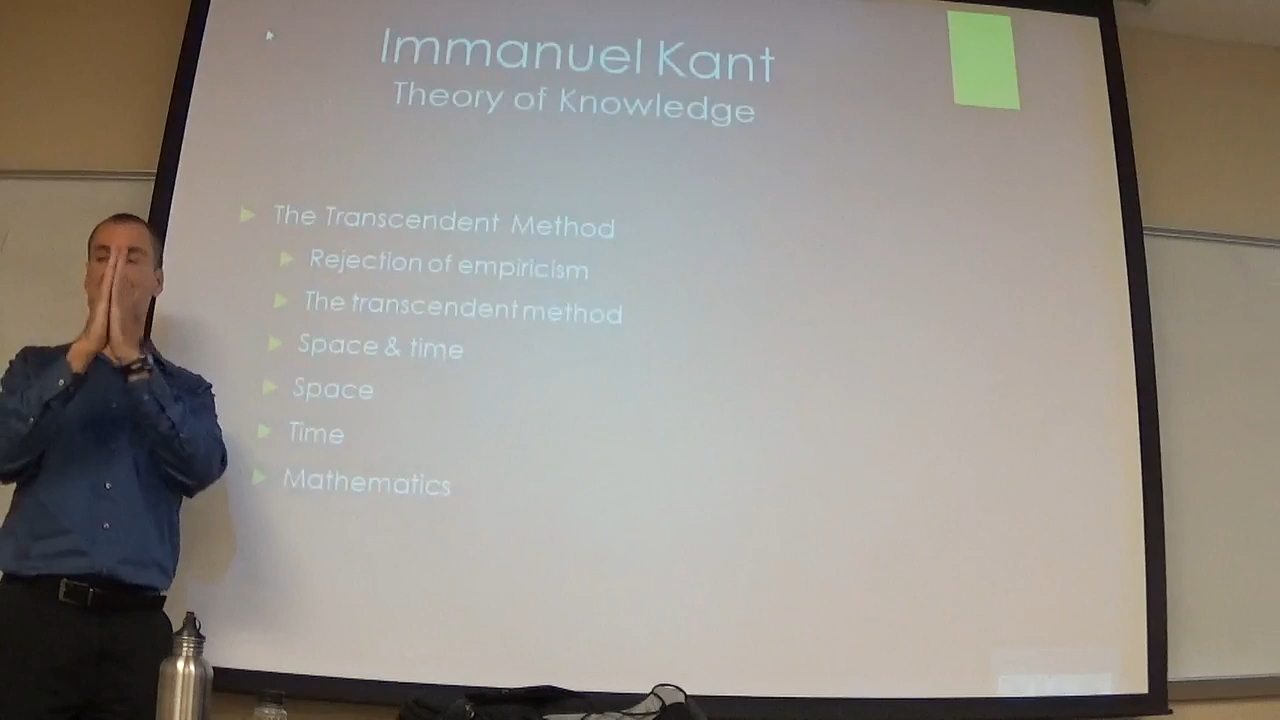 Immanuel Kant
Theory of Knowledge
The Transcendent Method
Rejection of empiricism
The transcendent method
Space & time
Space
Time
Mathematics